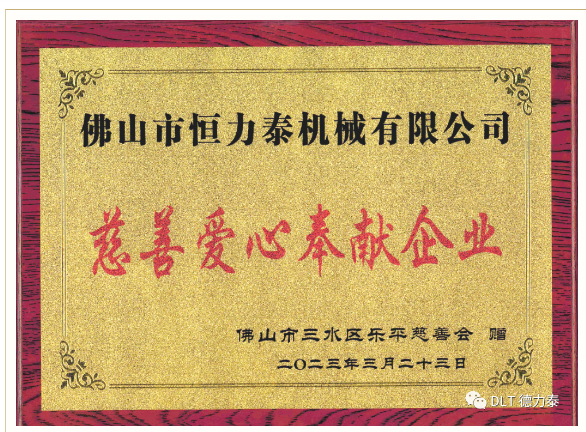 佛山市恒力泰机械有限公司
慈善爱心奉献企业
佛山市三水区乐平慈善会 赠
二〇二三年三月二十三日
DLT 德力泰